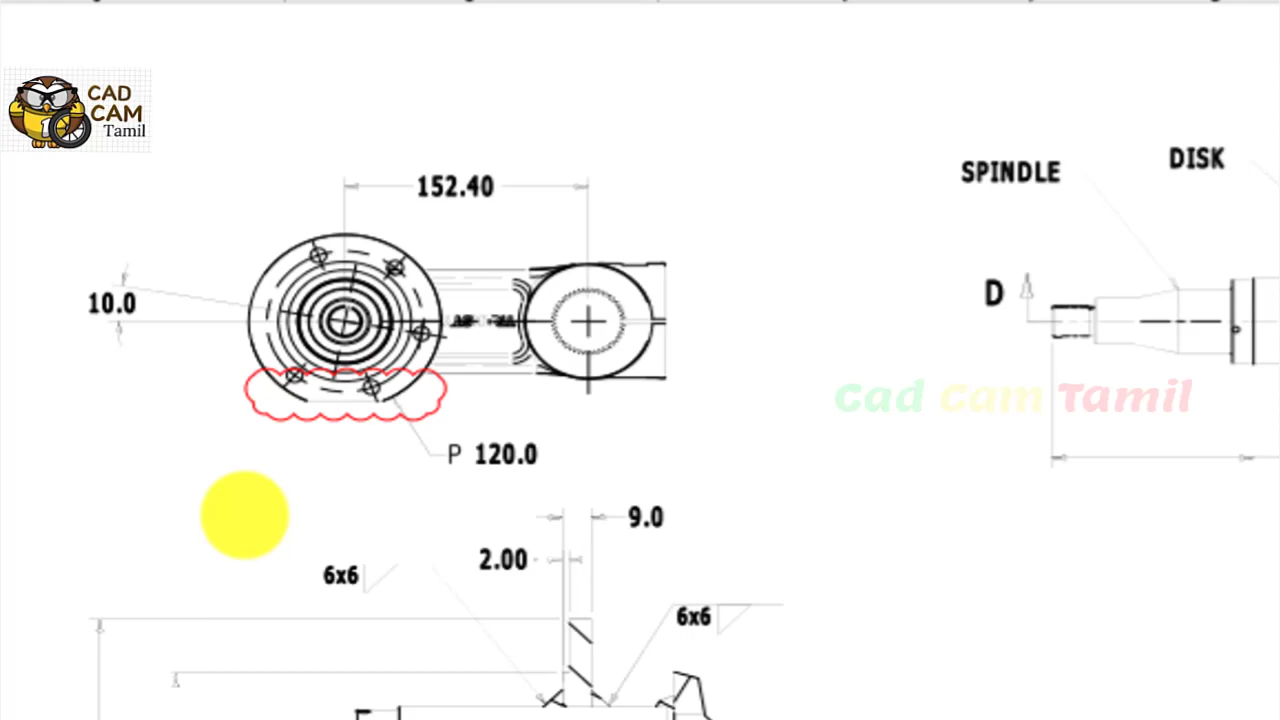 CAD
CAM
Tamil
152.40
SPINDLE
DISK
10.0
D
Cad Cam Tamil
P 120.0
9.0
2.00
6x6
6x6